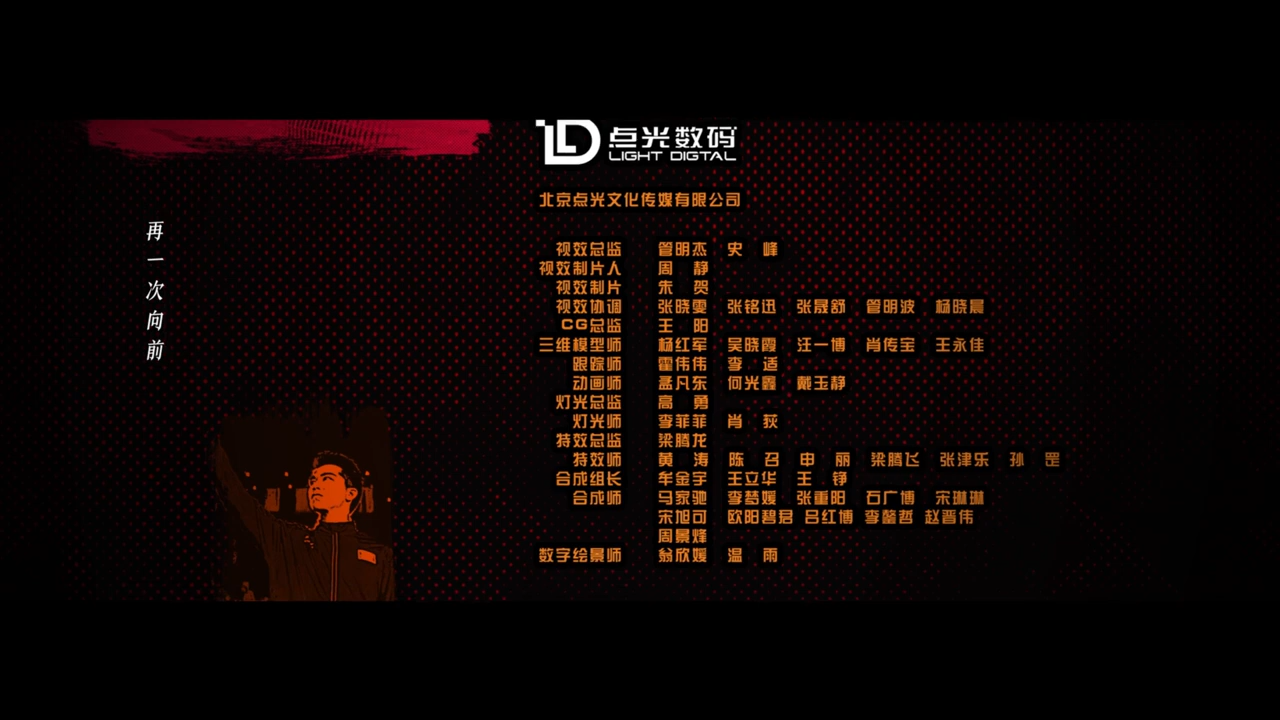 点光数码
LIGHT DIGTAL
北京点光文化传媒有限公司
再一次向前
视效总监 管明杰 史 峰
视效制片人 周 静
视效制片 朱 贺
视效协调 张晓雯 张铭迅 张晟舒 管明波 杨晓晨
CG总监 王 阳
三维模型师 杨红军 吴晓霞 汪一博 肖传宝 王永佳
跟踪师 霍伟伟 李 适
动画师 孟凡东 何光鑫 戴玉静
灯光总监 高 勇
灯光师 李菲菲 肖 荻
特效总监 梁腾龙
特效师 黄 涛 陈 召 申 丽 梁腾飞 张津乐 孙 罡
合成组长 牟金宇 王立华 王 铮
合成师 马家驰 李梦媛 张重阳 石广博 宋琳琳
宋旭可 欧阳碧君 吕红博 李馨哲 赵晋伟
周景烽
数字绘景师 翁欣媛 温 雨